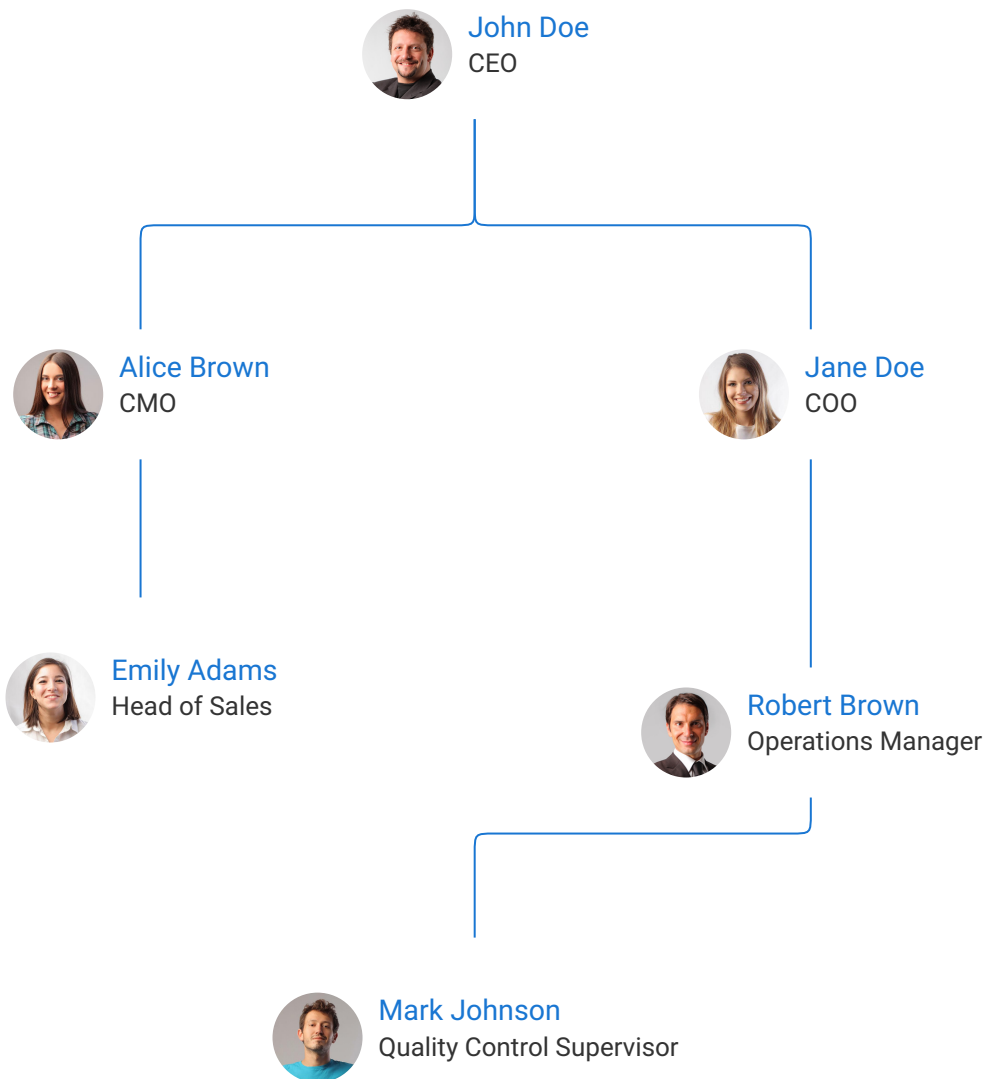 John Doe
CEO
Alice Brown
CMO
Jane Doe
COO
Emily Adams
Head of Sales
Robert Brown
Operations Manager
Mark Johnson
Quality Control Supervisor